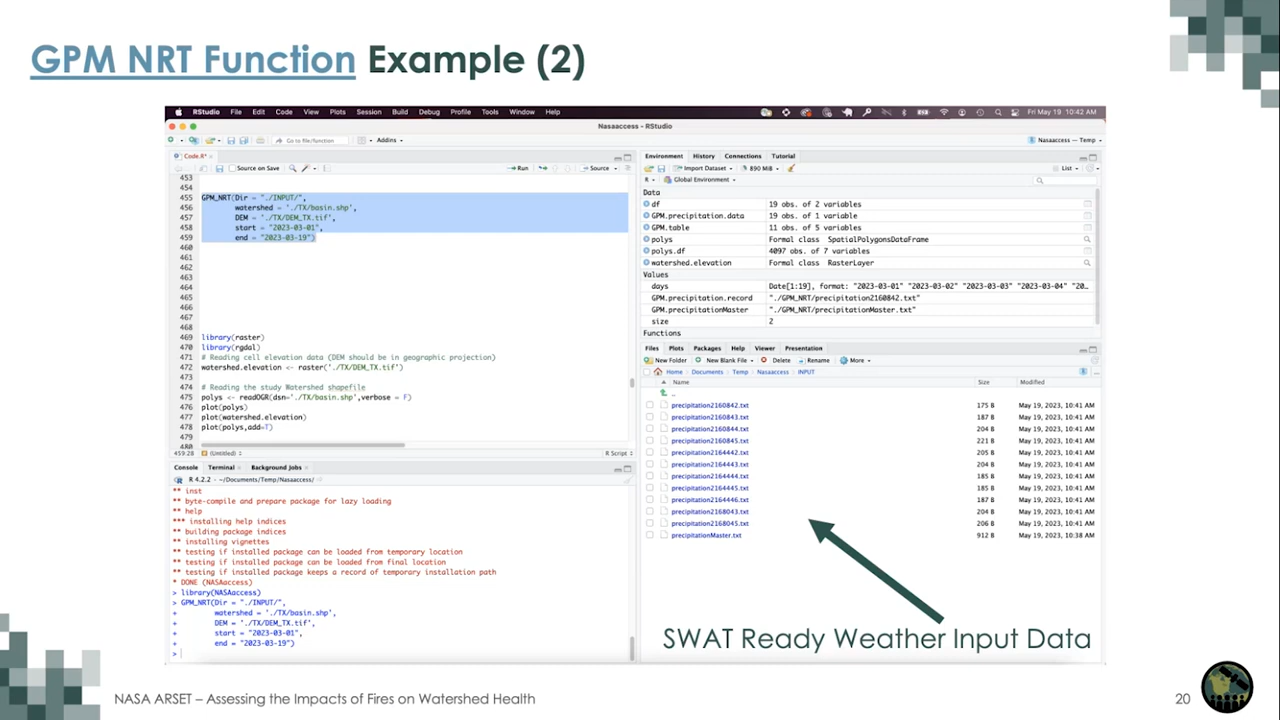 GPM NRT Function Example (2)
RStudio File Edit Code View Plots Session Build Debug Profile Tools Window Help
Fri May 19 10:42 AM
Nasaaccess - RStudio
Go to file/function
Addins
Nasaaccess — Temp
Code.R*
Source on Save
Run
Source
453
454
455 GPM_NRT(Dir = "./INPUT/",
456 watershed = './TX/basin.shp',
457 DEM = './TX/DEM_TX.tif',
458 start = "2023-03-01",
459 end = "2023-03-19")
460
461
462
463
464
465
466
467
468
469 library(raster)
470 library(rgdal)
471 # Reading cell elevation data (DEM should be in geographic projection)
472 watershed.elevation <- raster('./TX/DEM_TX.tif')
473
474 # Reading the study Watershed shapefile
475 polys <- readOGR(dsn='./TX/basin.shp',verbose = F)
476 plot(polys)
477 plot(watershed.elevation)
478 plot(polys,add=T)
479
480
459:28 (Untitled) R Script
Console Terminal Background Jobs
R 4.2.2 · ~/Documents/Temp/Nasaaccess/
** inst
** byte-compile and prepare package for lazy loading
** help
*** installing help indices
** building package indices
** installing vignettes
** testing if installed package can be loaded from temporary location
** testing if installed package can be loaded from final location
** testing if installed package keeps a record of temporary installation path
* DONE (NASAaccess)
> library(NASAaccess)
> GPM_NRT(Dir = "./INPUT/",
+ watershed = './TX/basin.shp',
+ DEM = './TX/DEM_TX.tif',
+ start = "2023-03-01",
+ end = "2023-03-19")
>
Environment History Connections Tutorial
Import Dataset 890 MiB List
R Global Environment
Data
df 19 obs. of 2 variables
GPM.precipitation.data 19 obs. of 1 variable
GPM.table 11 obs. of 5 variables
polys Formal class SpatialPolygonsDataFrame
polys.df 4097 obs. of 7 variables
watershed.elevation Formal class RasterLayer
Values
days Date[1:19], format: "2023-03-01" "2023-03-02" "2023-03-03" "2023-03-04" "20…
GPM.precipitation.record "./GPM_NRT/precipitation2160842.txt"
GPM.precipitationMaster "./GPM_NRT/precipitationMaster.txt"
size 2
Functions
Files Plots Packages Help Viewer Presentation
New Folder New Blank File Delete Rename More
Home Documents Temp Nasaaccess INPUT
Name Size Modified
..
precipitation2160842.txt 175 B May 19, 2023, 10:41 AM
precipitation2160843.txt 187 B May 19, 2023, 10:41 AM
precipitation2160844.txt 204 B May 19, 2023, 10:41 AM
precipitation2160845.txt 221 B May 19, 2023, 10:41 AM
precipitation2164442.txt 205 B May 19, 2023, 10:41 AM
precipitation2164443.txt 204 B May 19, 2023, 10:41 AM
precipitation2164444.txt 185 B May 19, 2023, 10:41 AM
precipitation2164445.txt 185 B May 19, 2023, 10:41 AM
precipitation2164446.txt 187 B May 19, 2023, 10:41 AM
precipitation2168043.txt 204 B May 19, 2023, 10:41 AM
precipitation2168045.txt 206 B May 19, 2023, 10:41 AM
precipitationMaster.txt 912 B May 19, 2023, 10:38 AM
SWAT Ready Weather Input Data
NASA ARSET – Assessing the Impacts of Fires on Watershed Health
20